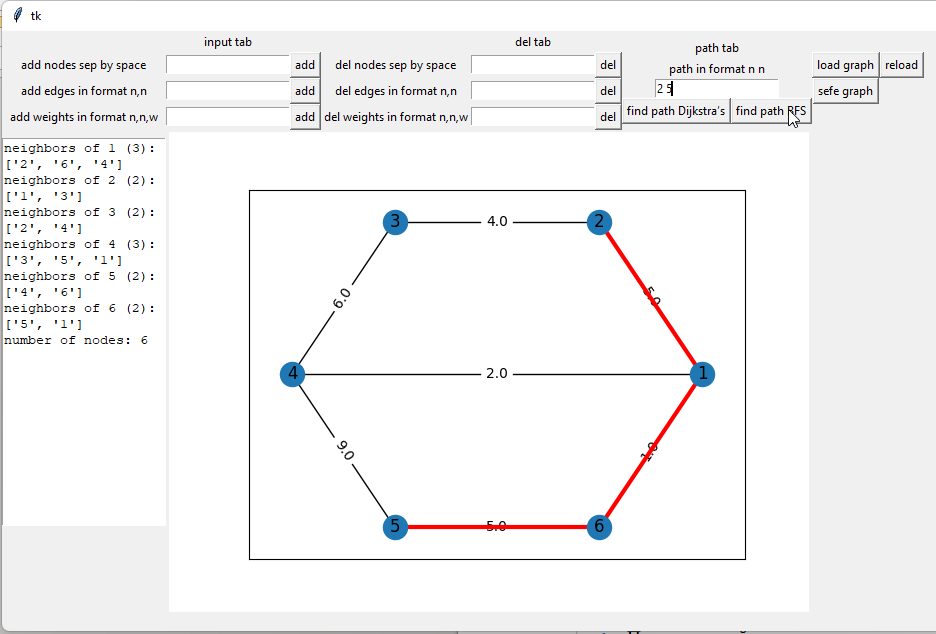 tk
input tab
del tab
path tab
add nodes sep by space
add
del nodes sep by space
del
path in format n n
load graph
reload
add edges in format n,n
add
del edges in format n,n
del
2 5
sefe graph
add weights in format n,n,w
add
del weights in format n,n,w
del
find path Dijkstra's
find path BFS
neighbors of 1 (3):
['2', '6', '4']
neighbors of 2 (2):
['1', '3']
neighbors of 3 (2):
['2', '4']
neighbors of 4 (3):
['3', '5', '1']
neighbors of 5 (2):
['4', '6']
neighbors of 6 (2):
['5', '1']
number of nodes: 6
3
4.0
2
6.0
5.0
4
2.0
1
9.0
1.0
5
5.0
6